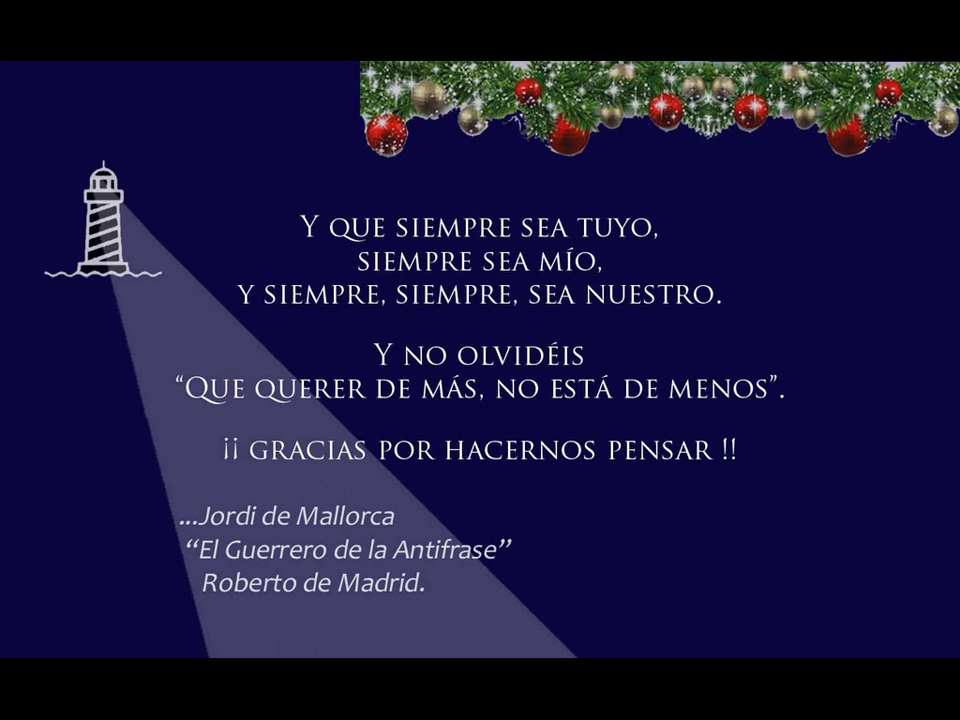 Y QUE SIEMPRE SEA TUYO,
SIEMPRE SEA MÍO,
Y SIEMPRE, SIEMPRE, SEA NUESTRO.
Y NO OLVIDÉIS
“QUE QUERER DE MÁS, NO ESTÁ DE MENOS”.
¡¡ GRACIAS POR HACERNOS PENSAR !!
...Jordi de Mallorca
“El Guerrero de la Antifrase”
Roberto de Madrid.